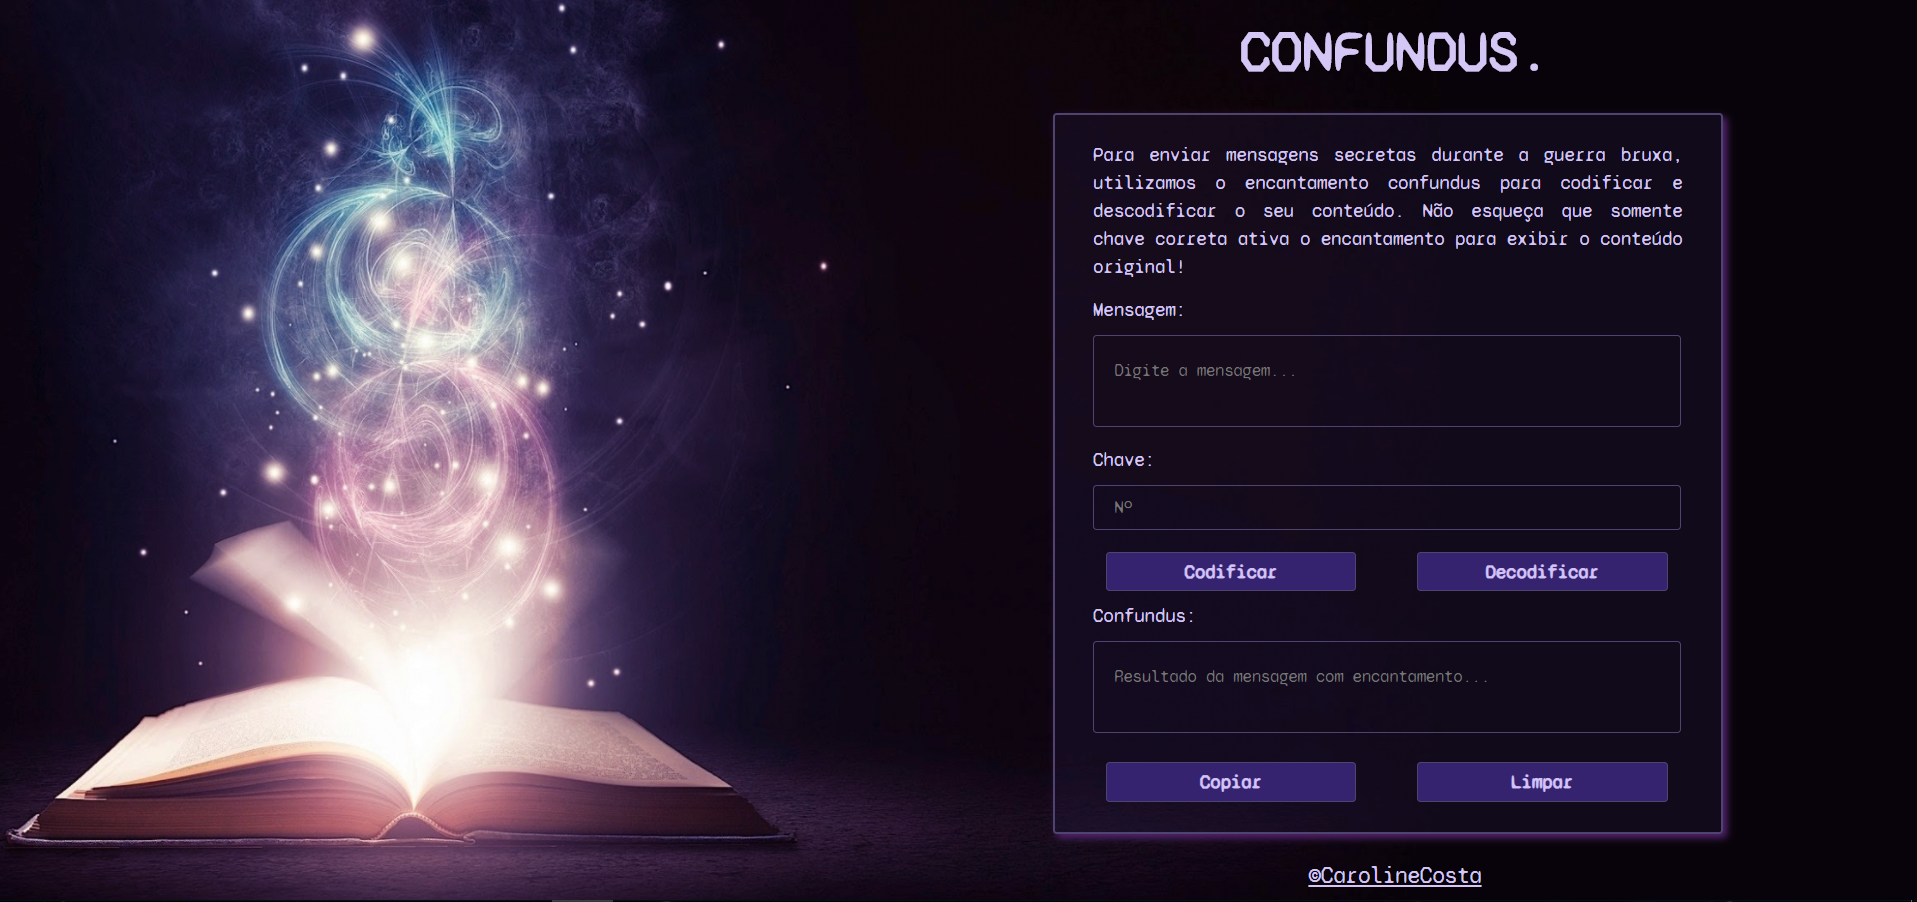 CONFUNDUS.
Para enviar mensagens secretas durante a guerra bruxa,
utilizamos o encantamento confundus para codificar e
descodificar o seu conteúdo. Não esqueça que somente
chave correta ativa o encantamento para exibir o conteúdo
original!
Mensagem:
Digite a mensagem...
Chave:
Nº
Codificar
Decodificar
Confundus:
Resultado da mensagem com encantamento...
Copiar
Limpar
©CarolineCosta